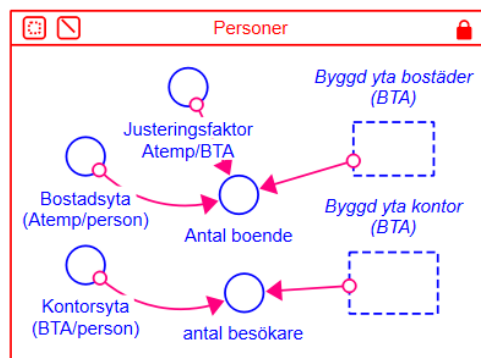 Personer
Byggd yta bostäder
(BTA)
Justeringsfaktor
Atemp/BTA
Bostadsyta
(Atemp/person)
Antal boende
Byggd yta kontor
(BTA)
Kontorsyta
(BTA/person)
antal besökare